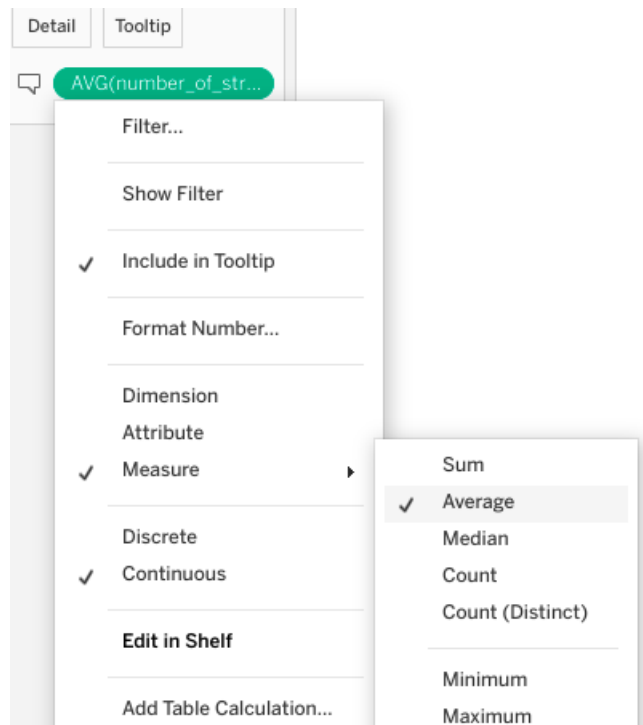 Detail Tooltip
AVG(number_of_str...
Filter...
Show Filter
Include in Tooltip
Format Number...
Dimension
Attribute
Measure
Sum
Average
Discrete
Median
Continuous
Count
Count (Distinct)
Edit in Shelf
Minimum
Add Table Calculation...
Maximum